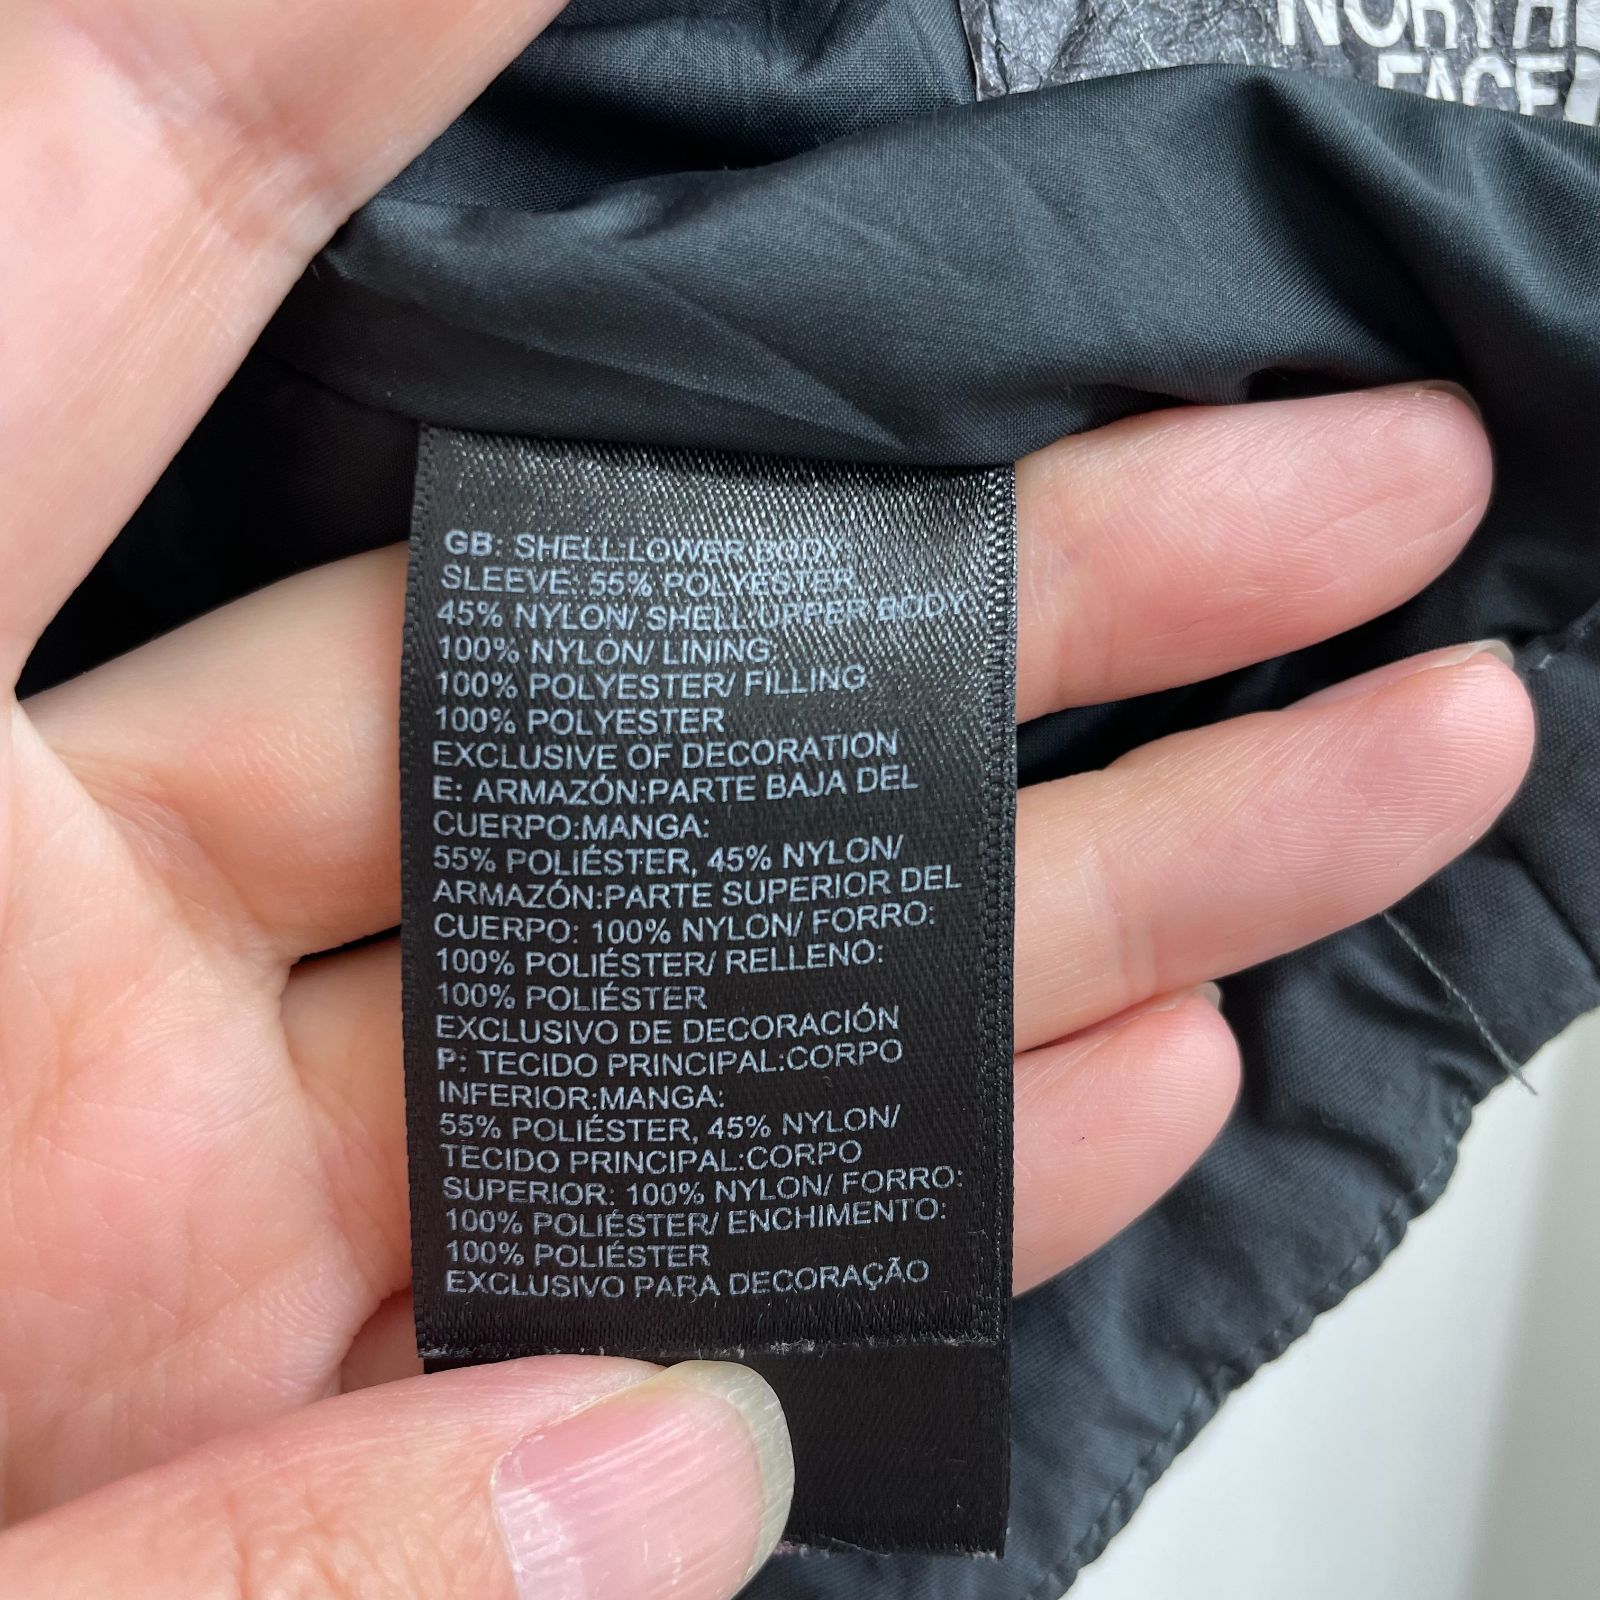 NORTH
FACE
GB: SHELL:LOWER BODY:
SLEEVE: 55% POLYESTER,
45% NYLON/ SHELL:UPPER BODY:
100% NYLON/ LINING:
100% POLYESTER/ FILLING:
100% POLYESTER
EXCLUSIVE OF DECORATION
E: ARMAZÓN:PARTE BAJA DEL
CUERPO:MANGA:
55% POLIÉSTER, 45% NYLON/
ARMAZÓN:PARTE SUPERIOR DEL
CUERPO: 100% NYLON/ FORRO:
100% POLIÉSTER/ RELLENO:
100% POLIÉSTER
EXCLUSIVO DE DECORACIÓN
P: TECIDO PRINCIPAL:CORPO
INFERIOR:MANGA:
55% POLIÉSTER, 45% NYLON/
TECIDO PRINCIPAL:CORPO
SUPERIOR: 100% NYLON/ FORRO:
100% POLIÉSTER/ ENCHIMENTO:
100% POLIÉSTER
EXCLUSIVO PARA DECORAÇÃO